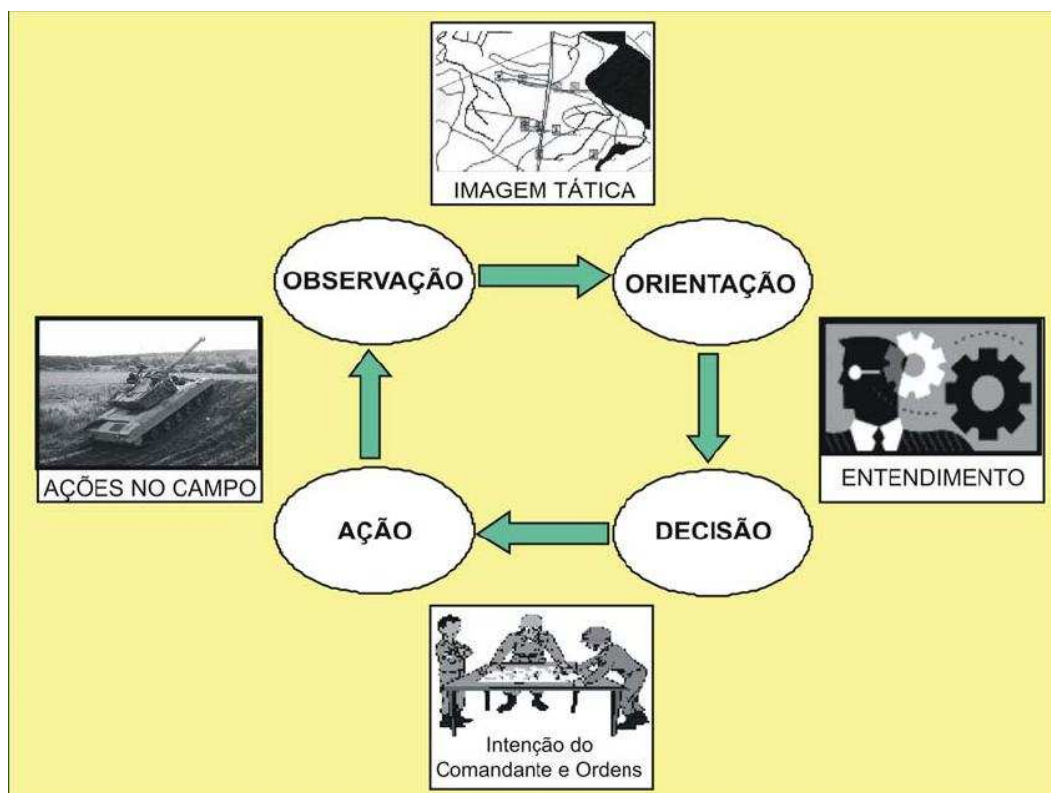 IMAGEM TÁTICA
OBSERVAÇÃO
ORIENTAÇÃO
AÇÕES NO CAMPO
ENTENDIMENTO
AÇÃO
DECISÃO
Intenção do
Comandante e Ordens